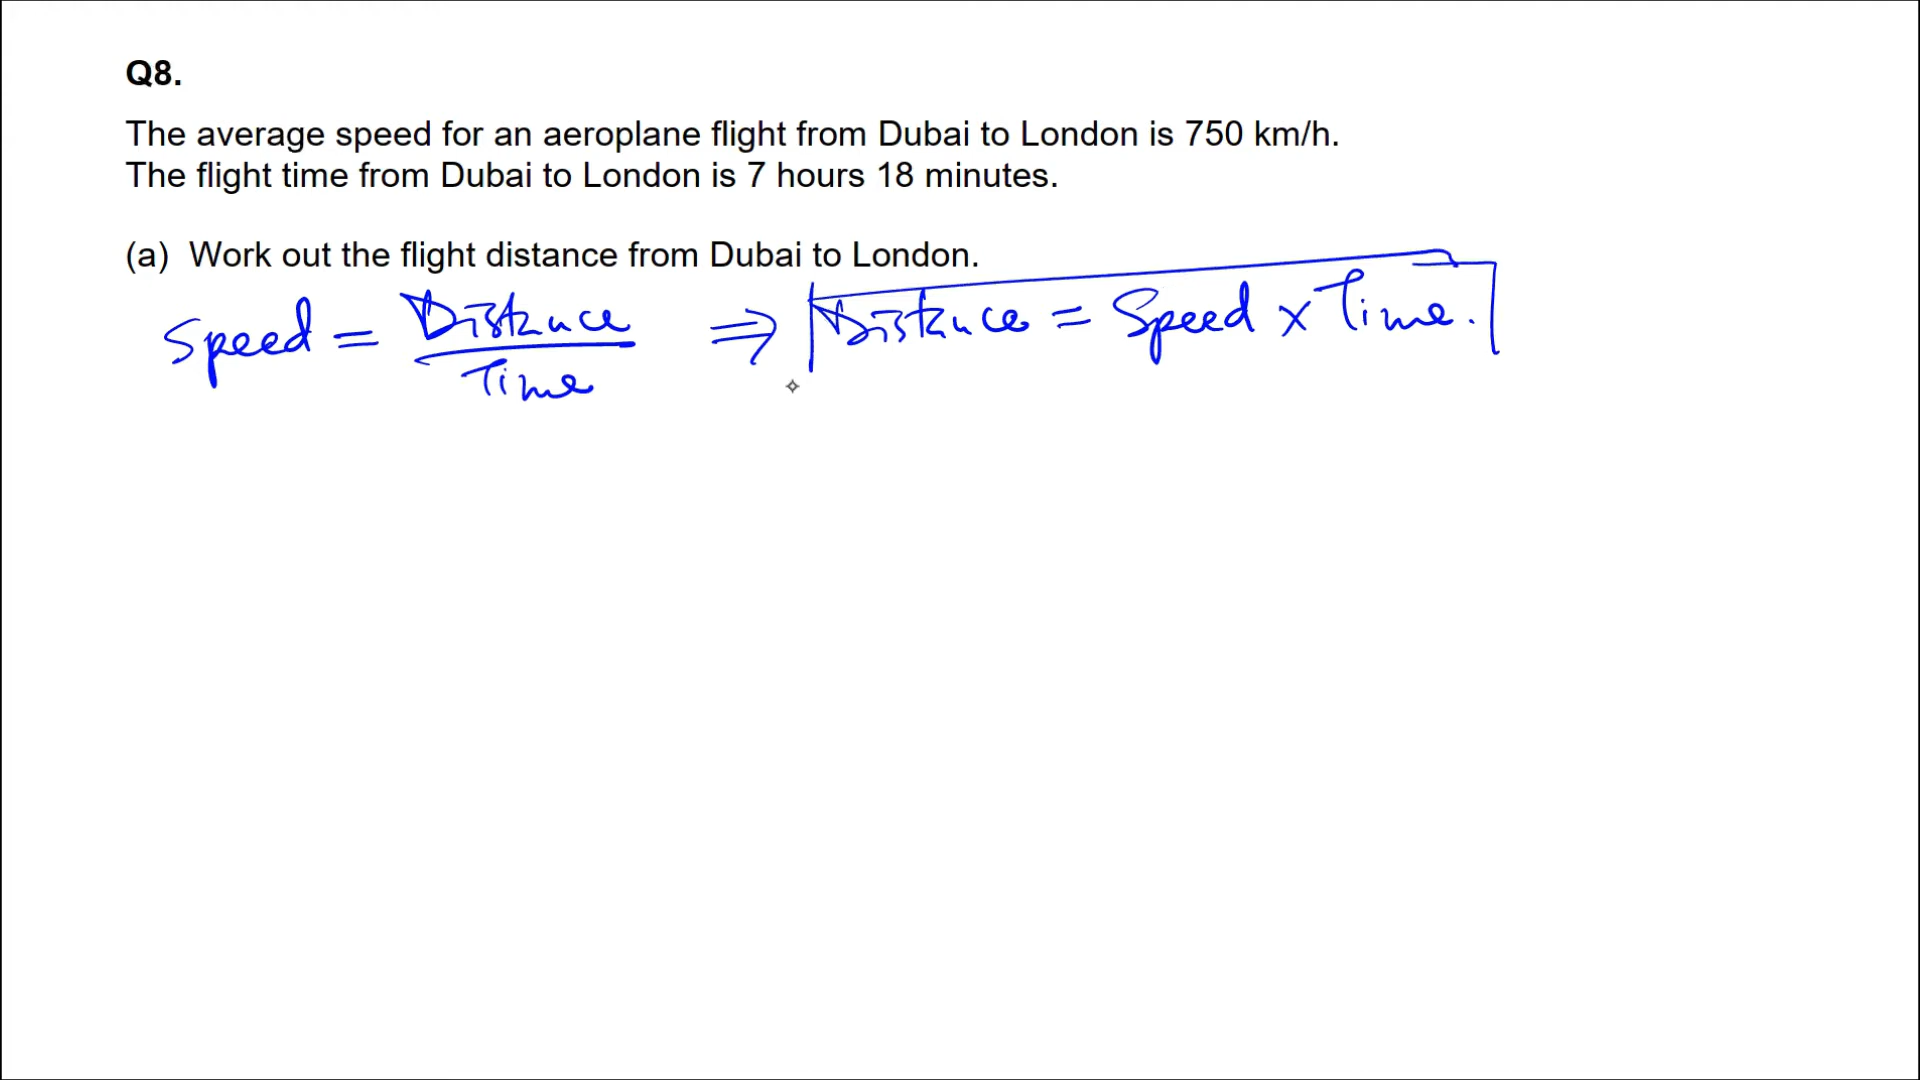 Q8.
The average speed for an aeroplane flight from Dubai to London is 750 km/h.
The flight time from Dubai to London is 7 hours 18 minutes.
(a) Work out the flight distance from Dubai to London.
Speed = Distance / Time ⇒ Distance = Speed × Time.